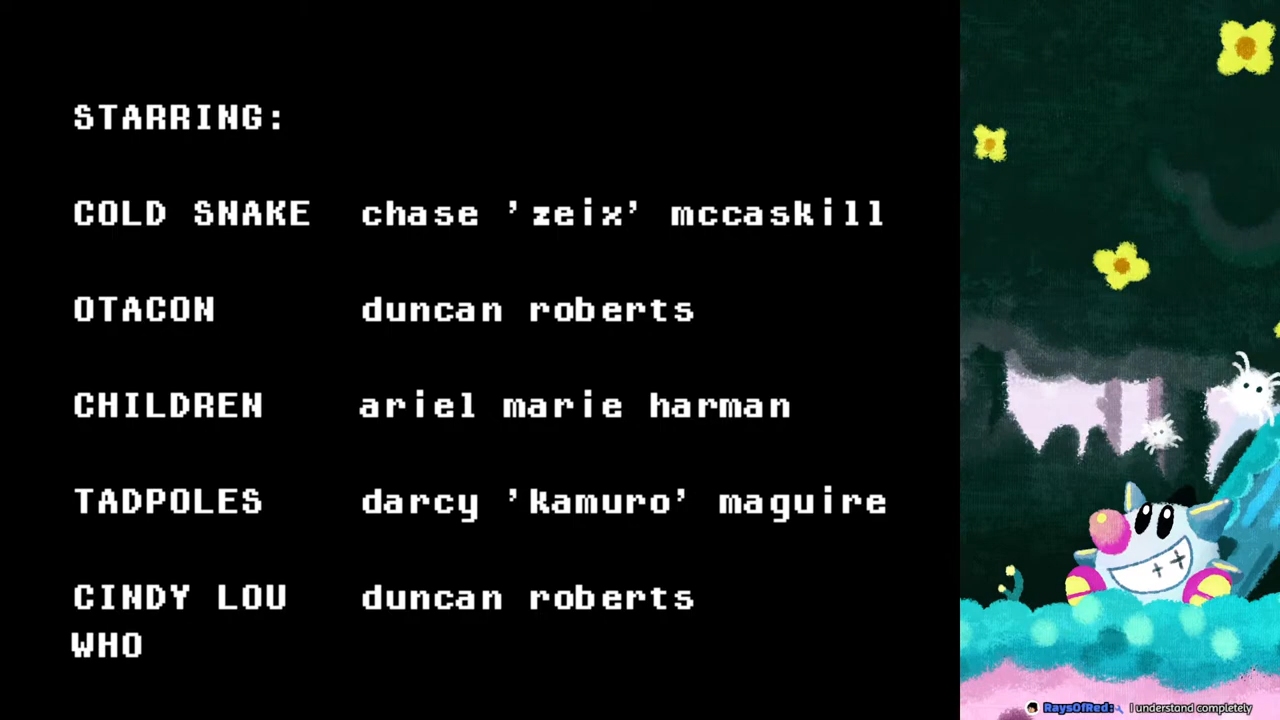 STARRING:
COLD SNAKE chase 'zeix' mccaskill
OTACON duncan roberts
CHILDREN ariel marie harman
TADPOLES darcy 'kamuro' maguire
CINDY LOU duncan roberts
WHO
RaysOfRed: I understand completely